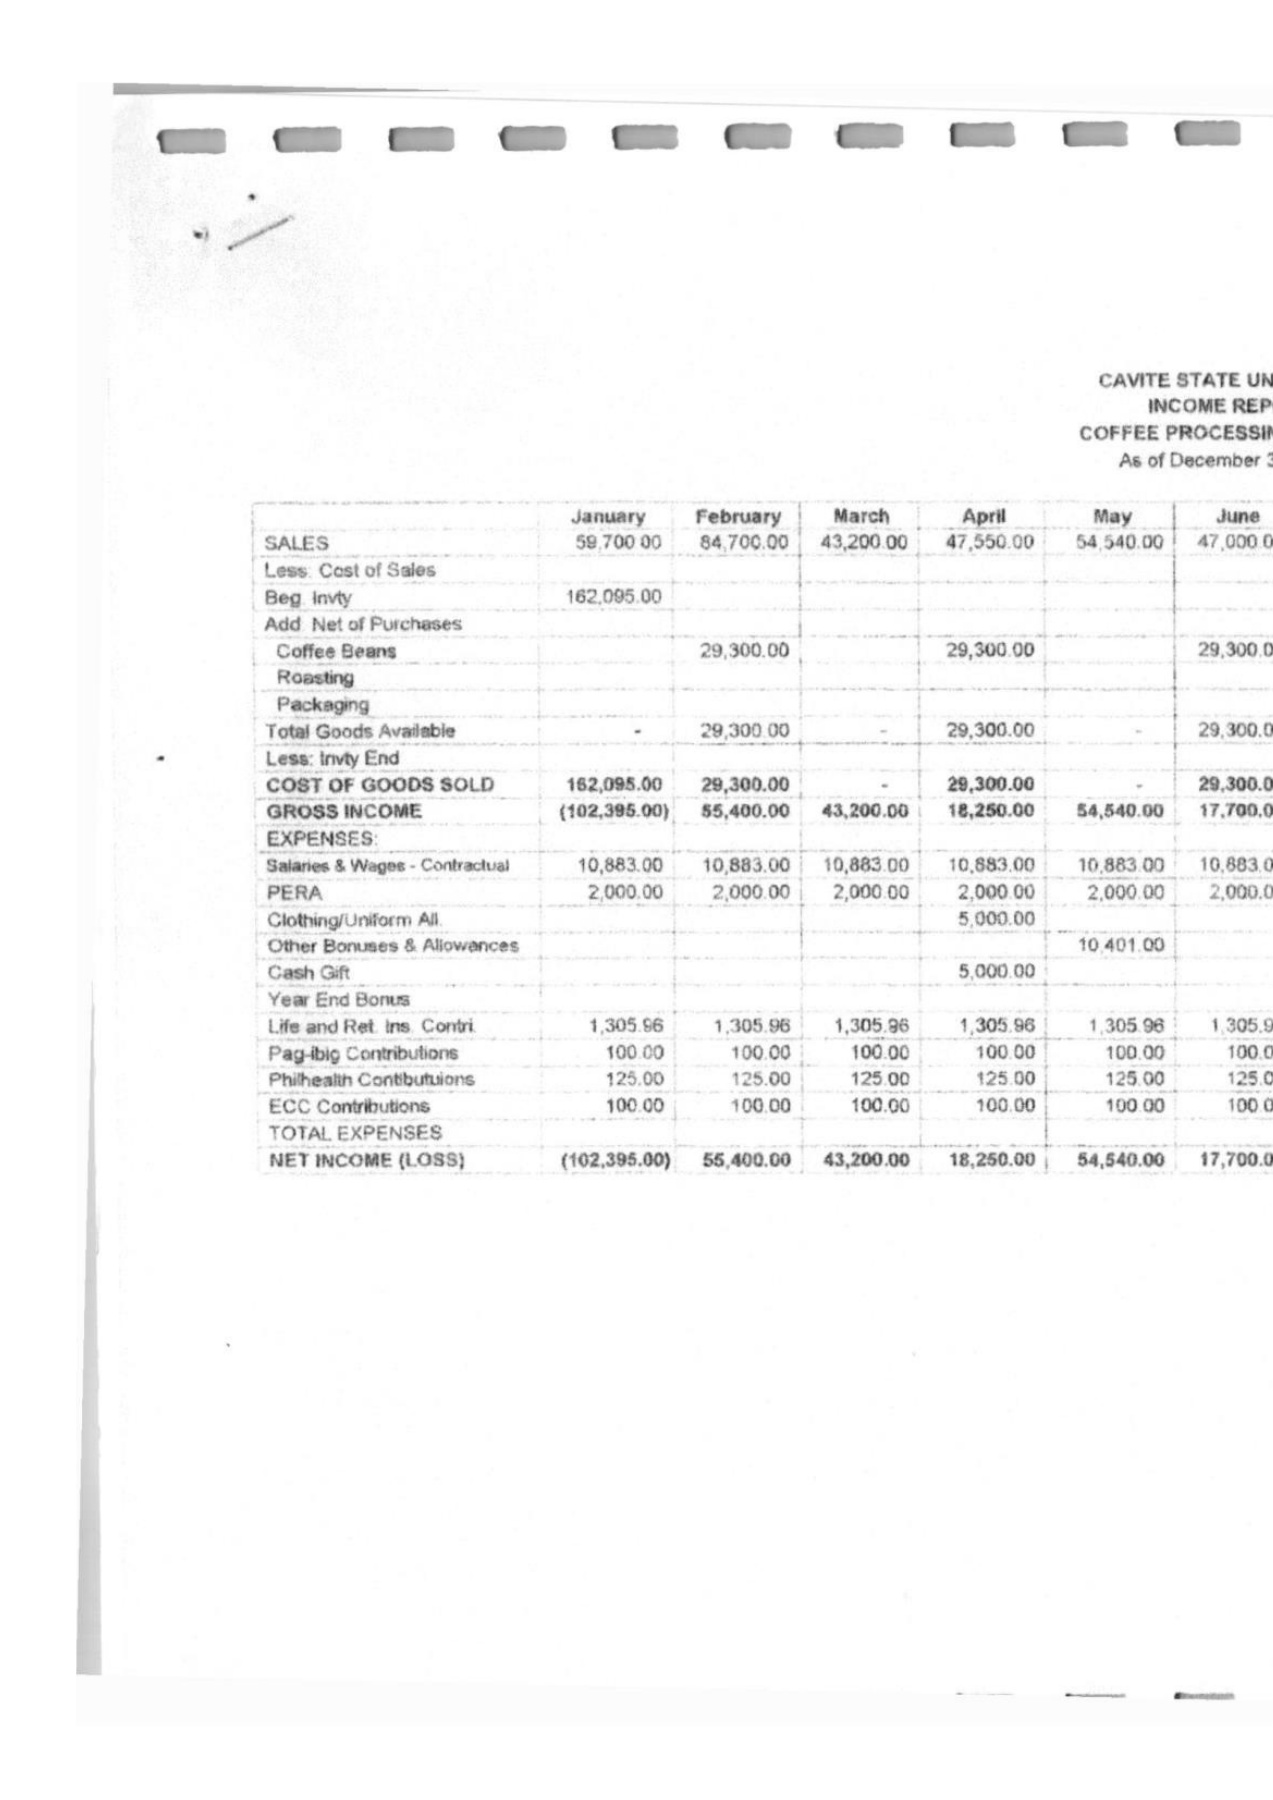 CAVITE STATE UN
INCOME REP
COFFEE PROCESSIN
As of December 3
January February March April May June
SALES 59,700.00 84,700.00 43,200.00 47,550.00 54,540.00 47,000.0
Less: Cost of Sales
Beg. Invty 162,095.00
Add: Net of Purchases
Coffee Beans 29,300.00 29,300.00 29,300.0
Roasting
Packaging
Total Goods Available - 29,300.00 - 29,300.00 - 29,300.0
Less: Invty End
COST OF GOODS SOLD 162,095.00 29,300.00 - 29,300.00 - 29,300.0
GROSS INCOME (102,395.00) 55,400.00 43,200.00 18,250.00 54,540.00 17,700.0
EXPENSES:
Salaries & Wages - Contractual 10,883.00 10,883.00 10,883.00 10,883.00 10,883.00 10,883.0
PERA 2,000.00 2,000.00 2,000.00 2,000.00 2,000.00 2,000.0
Clothing/Uniform All. 5,000.00
Other Bonuses & Allowances 10,401.00
Cash Gift 5,000.00
Year End Bonus
Life and Ret. Ins. Contri. 1,305.96 1,305.96 1,305.96 1,305.96 1,305.96 1,305.9
Pag-ibig Contributions 100.00 100.00 100.00 100.00 100.00 100.0
Philhealth Contibutuions 125.00 125.00 125.00 125.00 125.00 125.0
ECC Contributions 100.00 100.00 100.00 100.00 100.00 100.0
TOTAL EXPENSES
NET INCOME (LOSS) (102,395.00) 55,400.00 43,200.00 18,250.00 54,540.00 17,700.0